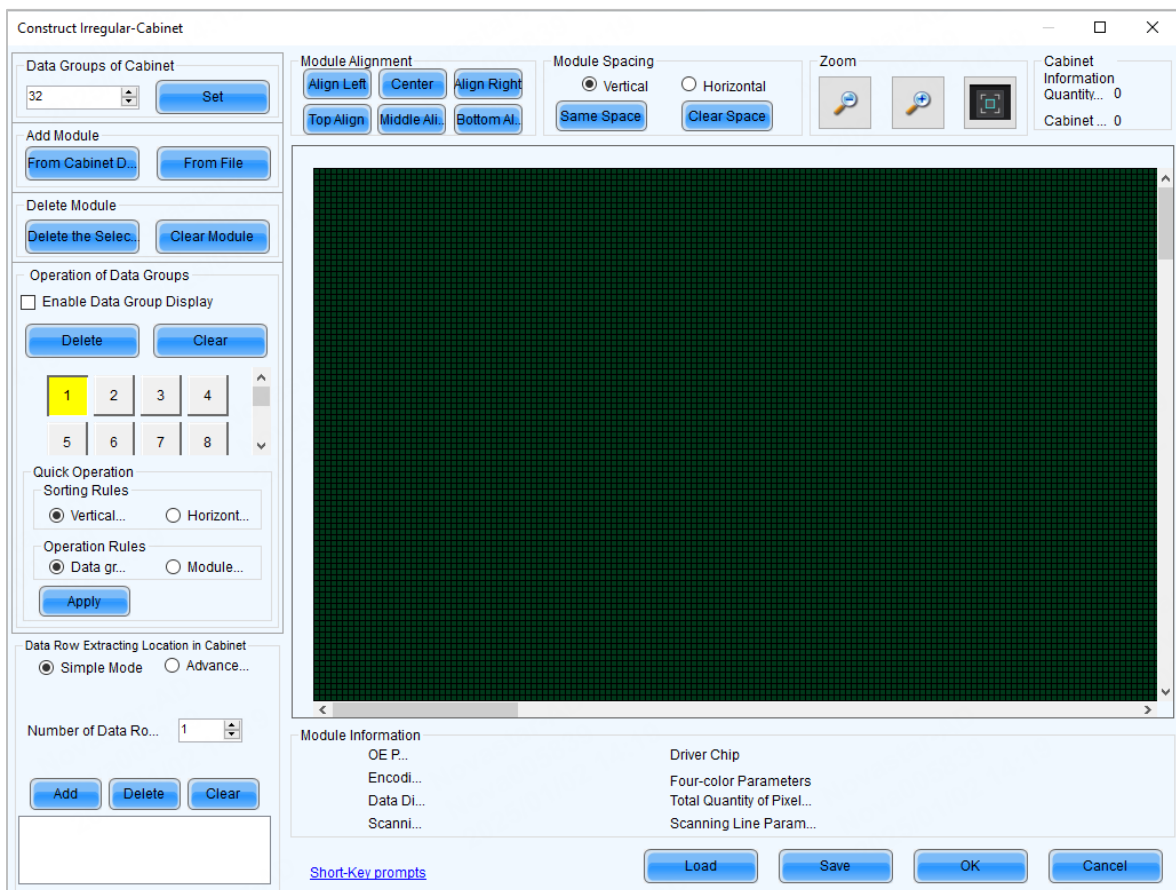 Construct Irregular-Cabinet
Data Groups of Cabinet
32
Set
Add Module
From Cabinet D...
From File
Delete Module
Delete the Selec...
Clear Module
Operation of Data Groups
Enable Data Group Display
Delete
Clear
1 2 3 4
5 6 7 8
Quick Operation
Sorting Rules
Vertical... Horizont...
Operation Rules
Data gr... Module...
Apply
Data Row Extracting Location in Cabinet
Simple Mode Advance...
Number of Data Ro... 1
Add Delete Clear
Module Alignment
Align Left Center Align Right
Top Align Middle Ali.. Bottom Al..
Module Spacing
Vertical Horizontal
Same Space Clear Space
Zoom
Cabinet
Information
Quantity... 0
Cabinet ... 0
Module Information
OE P...
Encodi...
Data Di...
Scanni...
Driver Chip
Four-color Parameters
Total Quantity of Pixel...
Scanning Line Param...
Short-Key prompts
Load Save OK Cancel